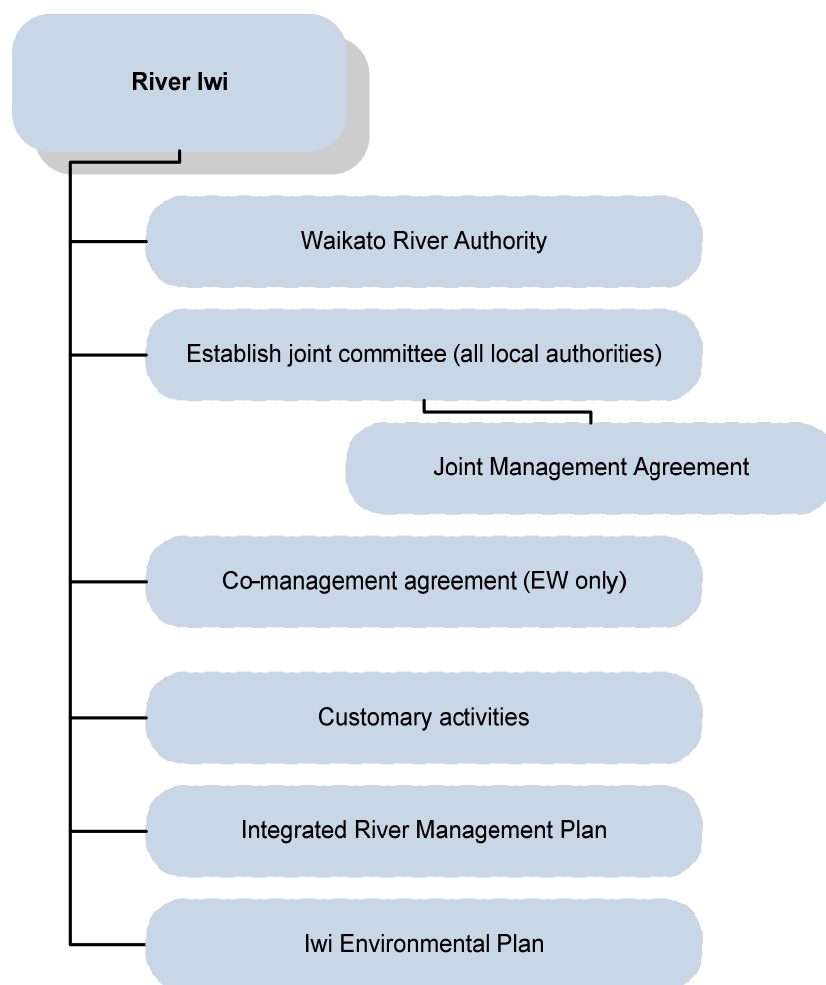 River Iwi
Waikato River Authority
Establish joint committee (all local authorities)
Joint Management Agreement
Co-management agreement (EW only)
Customary activities
Integrated River Management Plan
Iwi Environmental Plan